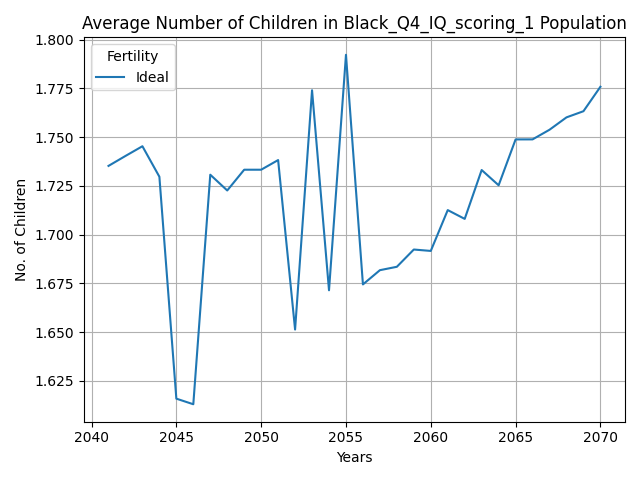 Average Number of Children in Black_Q4_IQ_scoring_1 Population
Fertility
Ideal
No. of Children
1.800
1.775
1.750
1.725
1.700
1.675
1.650
1.625
2040 2045 2050 2055 2060 2065 2070
Years